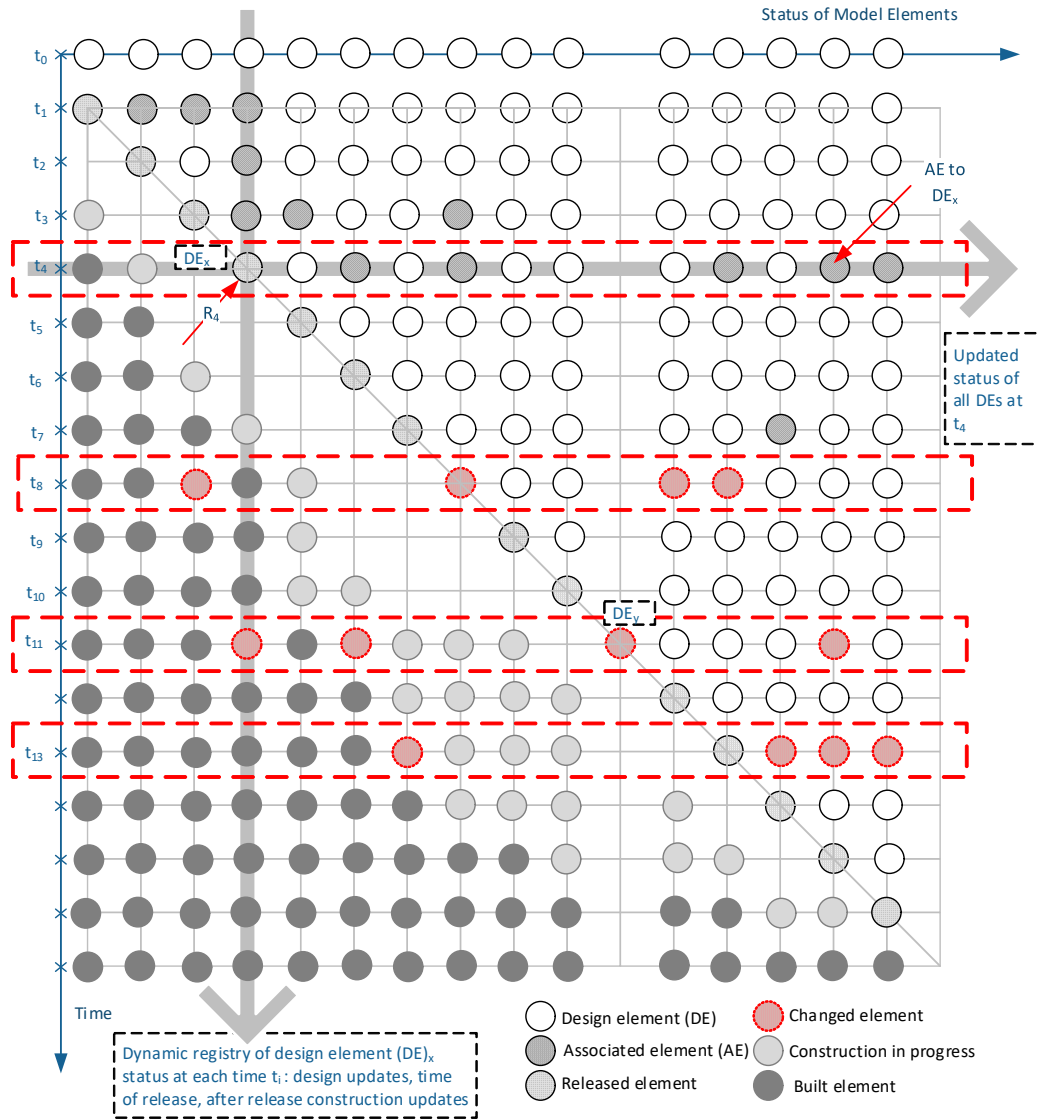 Status of Model Elements
t0
t1
t2
t3
AE to
DEx
DEx
t4
R4
t5
Updated
status of
all DEs at
t4
t6
t7
t8
t9
t10
DEy
t11
t13
Time
Dynamic registry of design element (DE)x
status at each time ti : design updates, time
of release, after release construction updates
Design element (DE)
Associated element (AE)
Released element
Changed element
Construction in progress
Built element